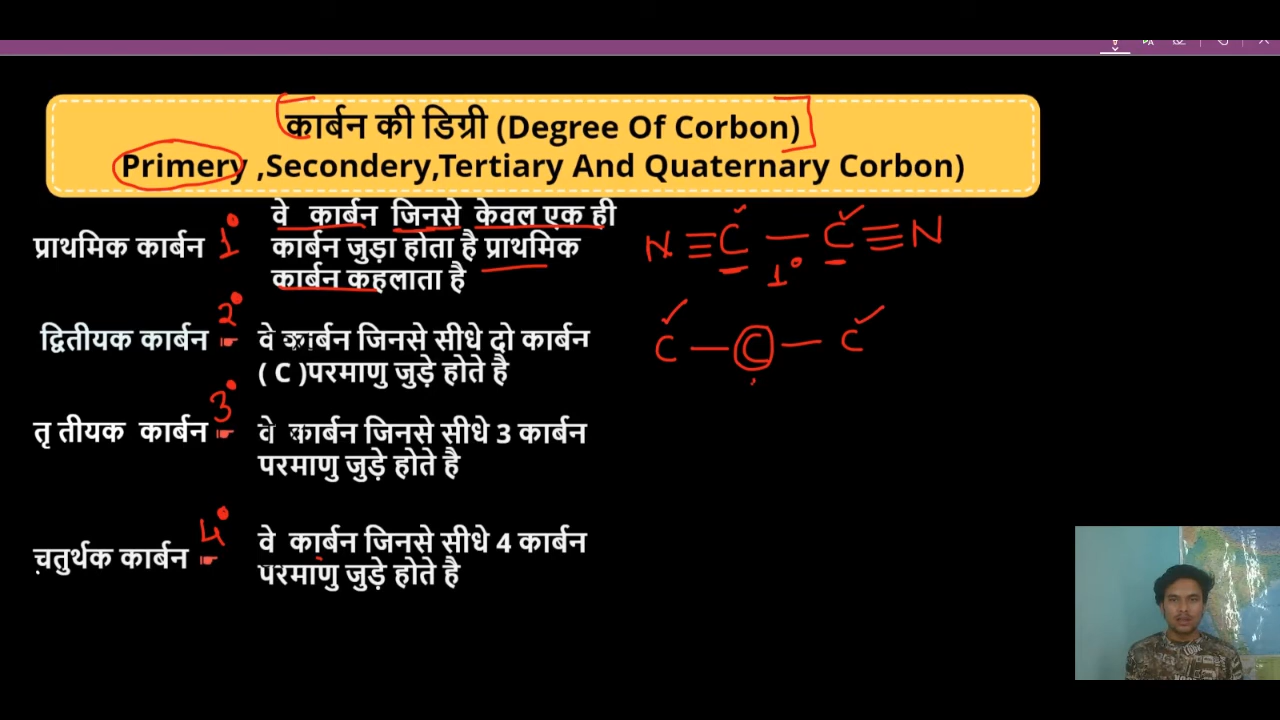 कार्बन की डिग्री (Degree Of Corbon)
Primery ,Secondery,Tertiary And Quaternary Corbon)
प्राथमिक कार्बन 1°
वे कार्बन जिनसे केवल एक ही
कार्बन जुड़ा होता है प्राथमिक
कार्बन कहलाता है
N≡C—C≡N
1°
द्वितीयक कार्बन 2°
वे कार्बन जिनसे सीधे दो कार्बन
( C )परमाणु जुड़े होते है
C—C—C
तृ तीयक कार्बन 3°
वे कार्बन जिनसे सीधे 3 कार्बन
परमाणु जुड़े होते है
चतुर्थक कार्बन 4°
वे कार्बन जिनसे सीधे 4 कार्बन
परमाणु जुड़े होते है